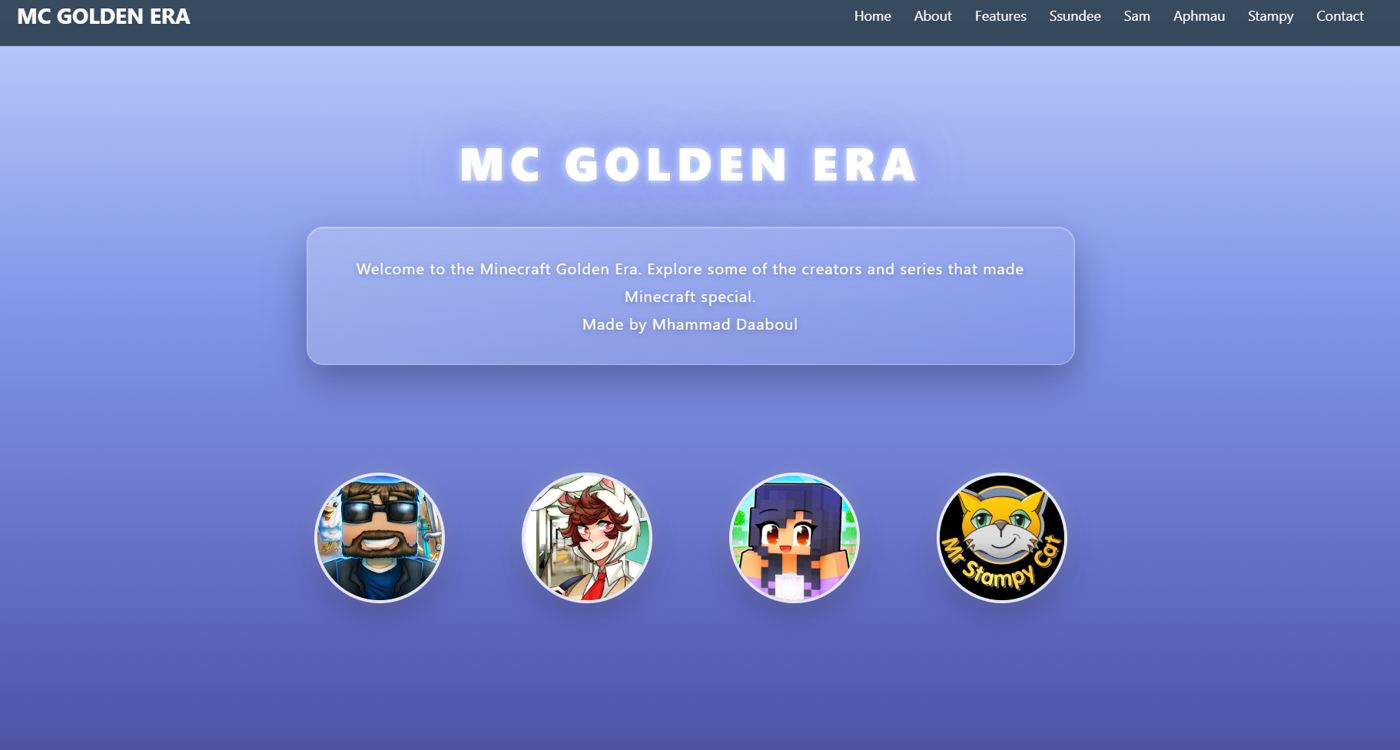 MC GOLDEN ERA
Home About Features Ssundee Sam Aphmau Stampy Contact
MC GOLDEN ERA
Welcome to the Minecraft Golden Era. Explore some of the creators and series that made
Minecraft special.
Made by Mhammad Daaboul
Mr Stampy Cat